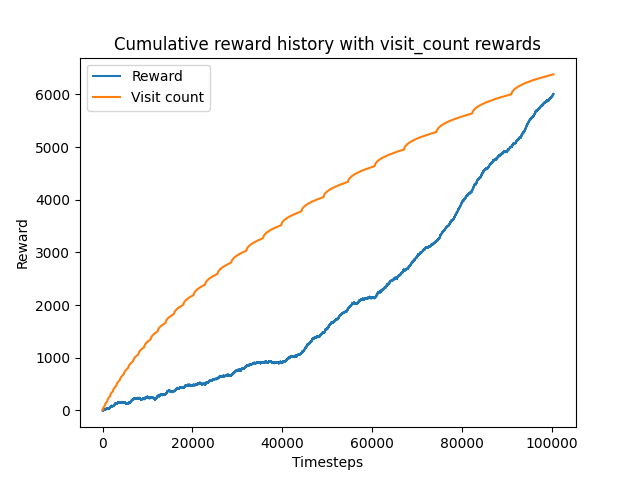 Cumulative reward history with visit_count rewards
Reward
Visit count
6000
5000
4000
3000
2000
1000
0
Reward
0 20000 40000 60000 80000 100000
Timesteps